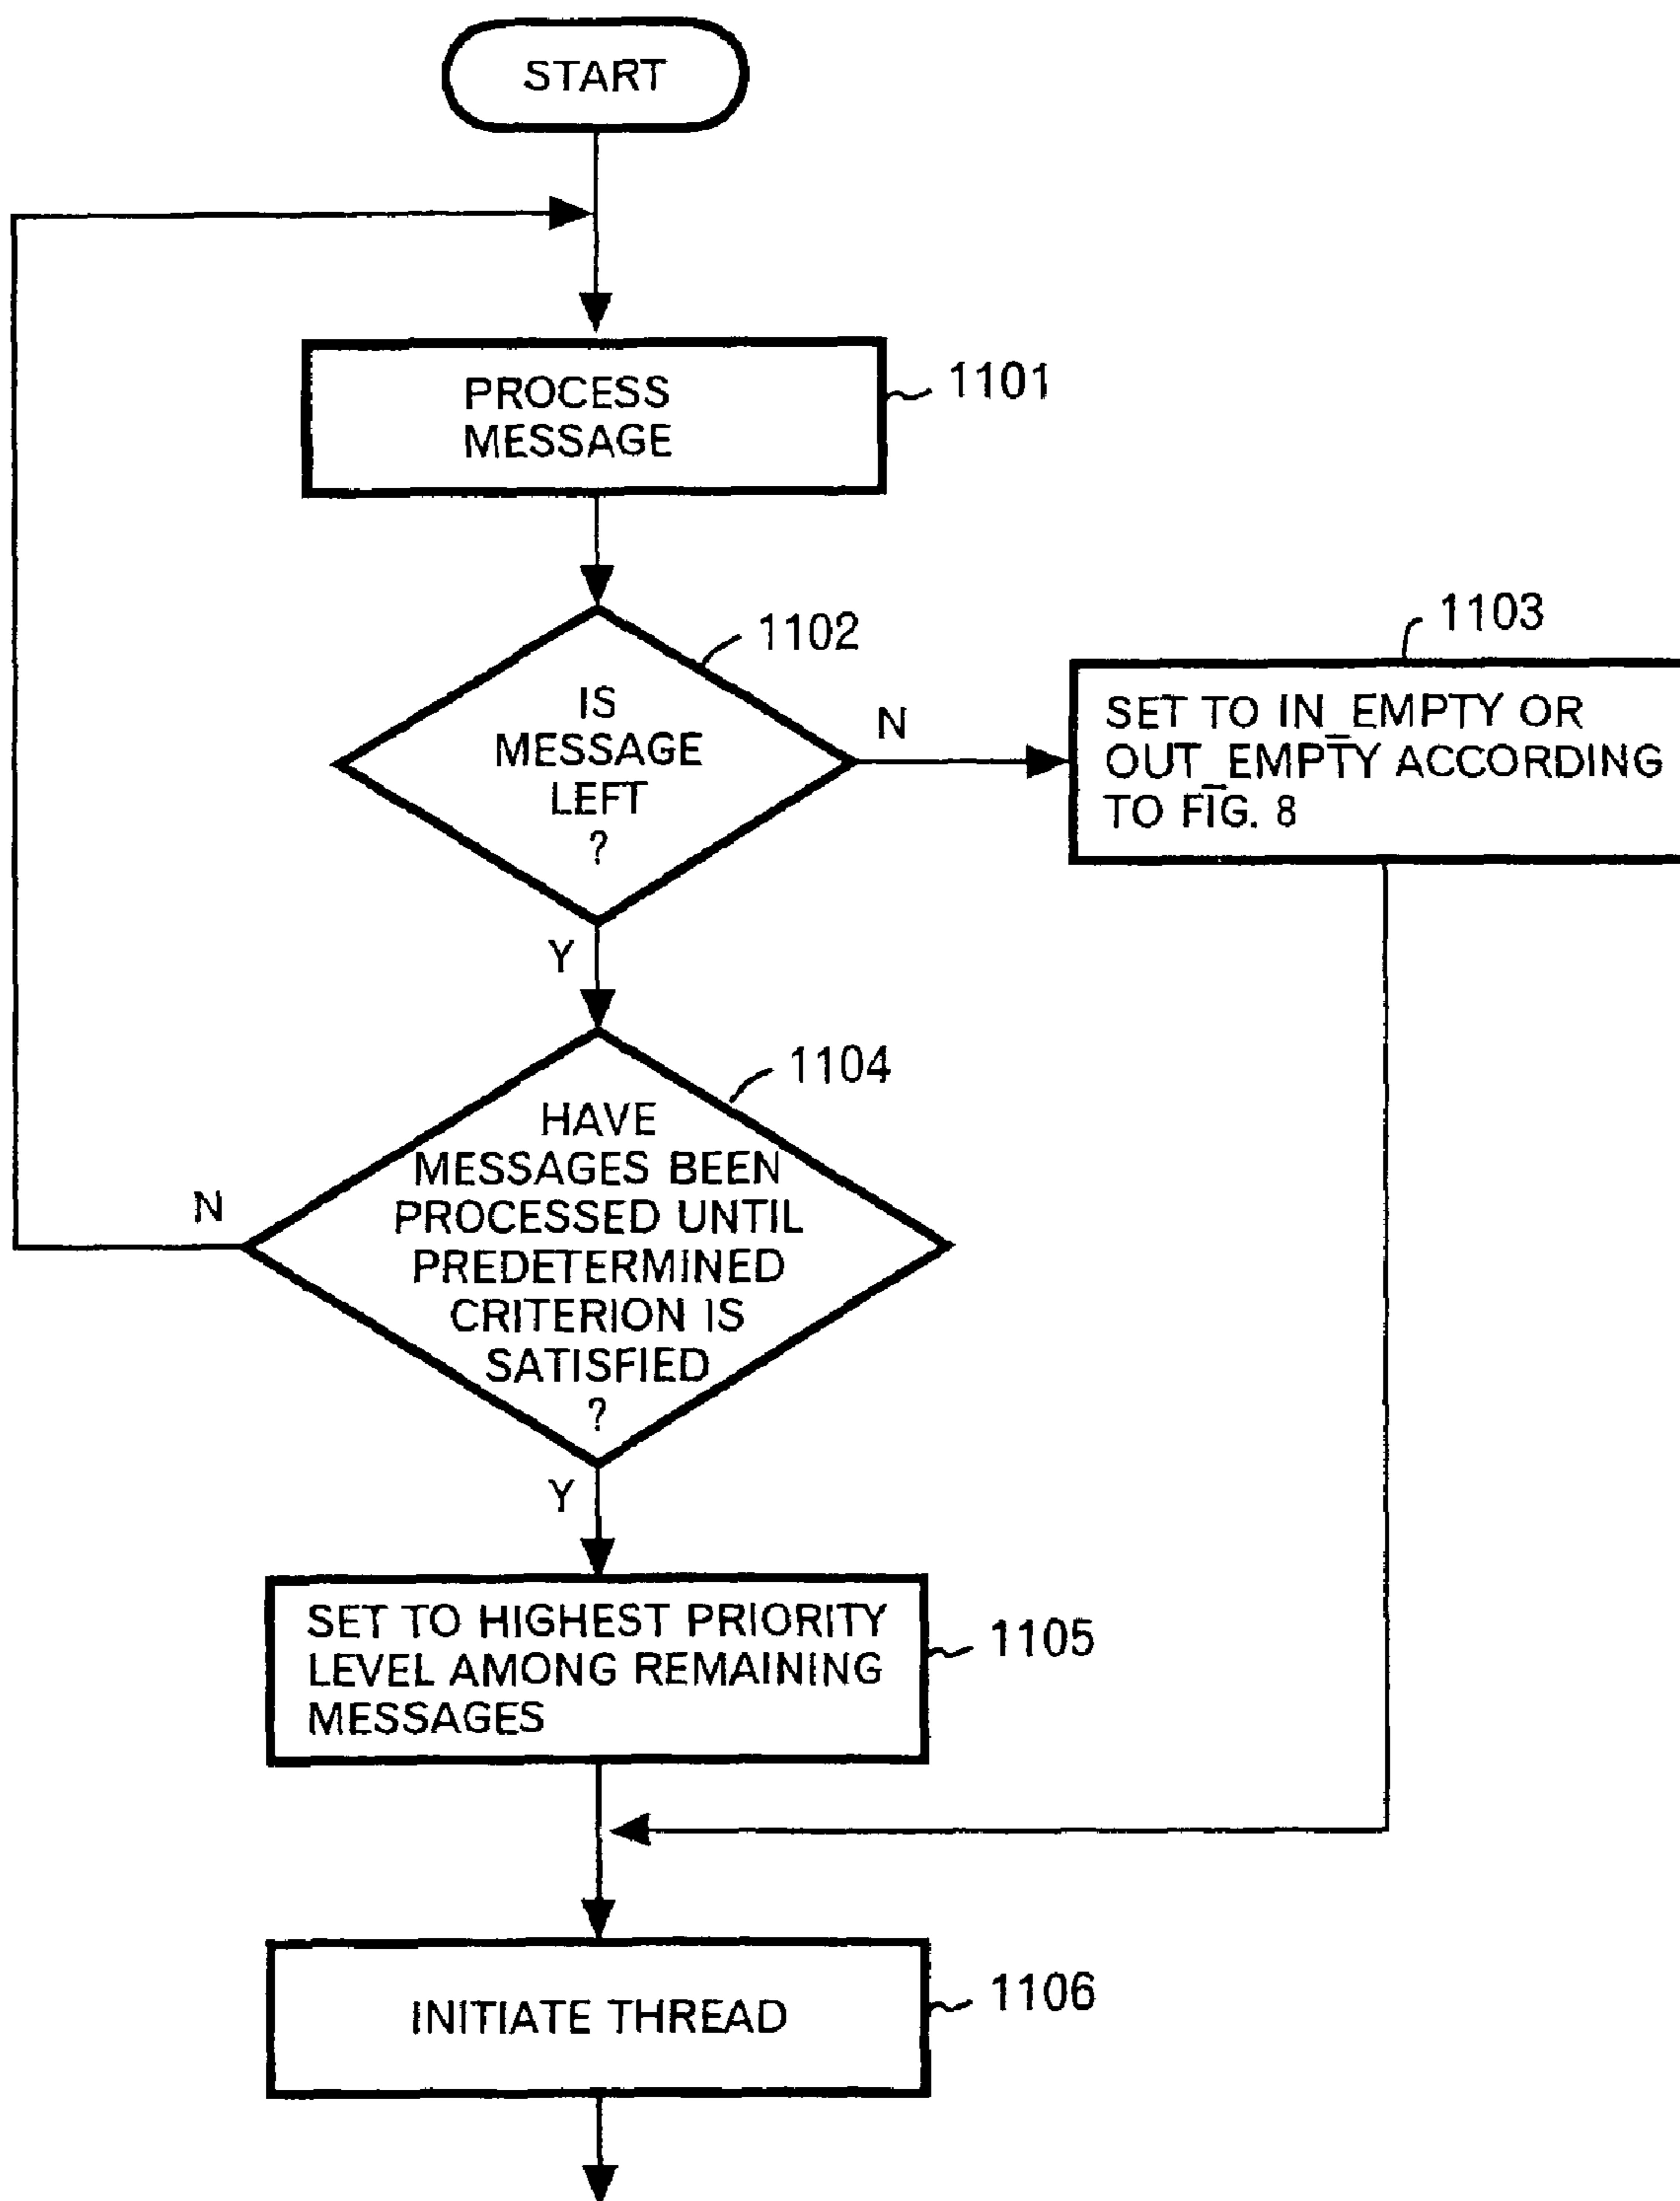 START
PROCESS
MESSAGE
1101
IS
MESSAGE
LEFT
?
1102
N
Y
SET TO IN_EMPTY OR
OUT_EMPTY ACCORDING
TO FIG. 8
1103
HAVE
MESSAGES BEEN
PROCESSED UNTIL
PREDETERMINED
CRITERION IS
SATISFIED
?
1104
N
Y
SET TO HIGHEST PRIORITY
LEVEL AMONG REMAINING
MESSAGES
1105
INITIATE THREAD
1106